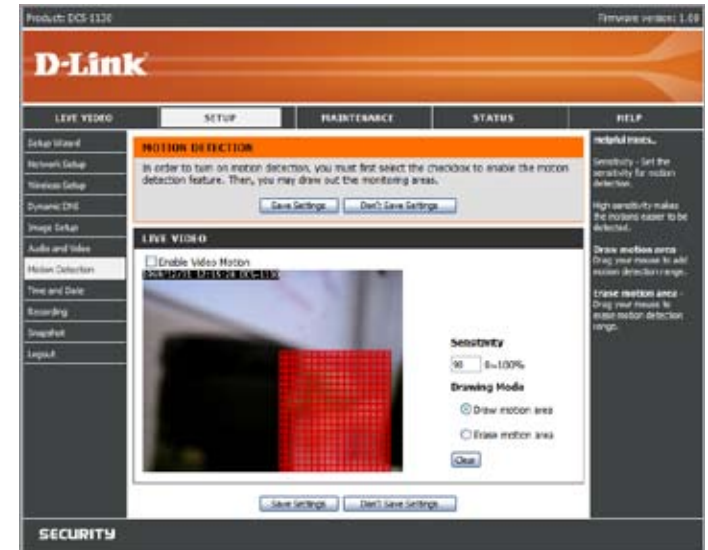 Product: DCS-1130
Firmware version: 1.00
D-Link
LIVE VIDEO
SETUP
MAINTENANCE
STATUS
HELP
Setup Wizard
Network Setup
Wireless Setup
Dynamic DNS
Image Setup
Audio and Video
Motion Detection
Time and Date
Recording
Snapshot
Logout
MOTION DETECTION
In order to turn on motion detection, you must first select the checkbox to enable the motion
detection feature. Then, you may draw out the monitoring areas.
Save Settings
Don't Save Settings
LIVE VIDEO
Enable Video Motion
12:15:20 DCS-1130
Sensitivity
90 0~100%
Drawing Mode
Draw motion area
Erase motion area
Clear
Save Settings
Don't Save Settings
Helpful Hints..
Sensitivity - Set the
sensitivity for motion
detection.
High sensitivity makes
the motions easier to be
detected.
Draw motion area -
Drag your mouse to add
motion detection range.
Erase motion area -
Drag your mouse to
erase motion detection
range.
SECURITY